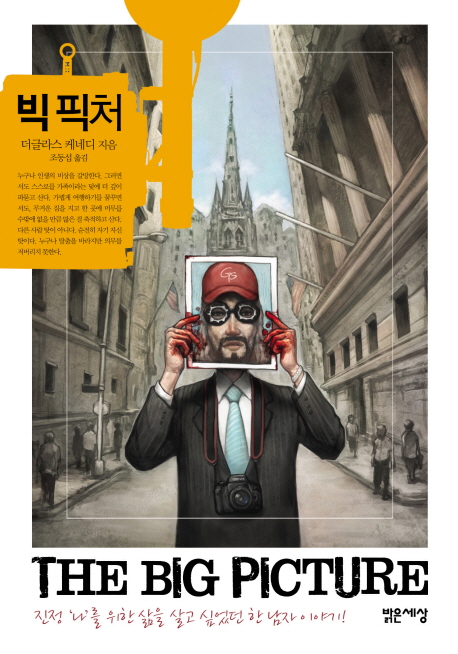 빅 픽처
더글라스 케네디 지음
조동섭 옮김
누구나 인생의 비상을 갈망한다. 그러면
서도 스스로를 가족이라는 덫에 더 깊이
파묻고 산다. 가볍게 여행하기를 꿈꾸면
서도, 무거운 짐을 지고 한 곳에 머무를
수밖에 없을 만큼 많은 걸 축적하고 산다.
다른 사람 탓이 아니다. 순전히 자기 자신
탓이다. 누구나 탈출을 바라지만 의무를
저버리지 못한다.
GS
THE BIG PICTURE
진정 '나'를 위한 삶을 살고 싶었던 한 남자 이야기!
밝은세상